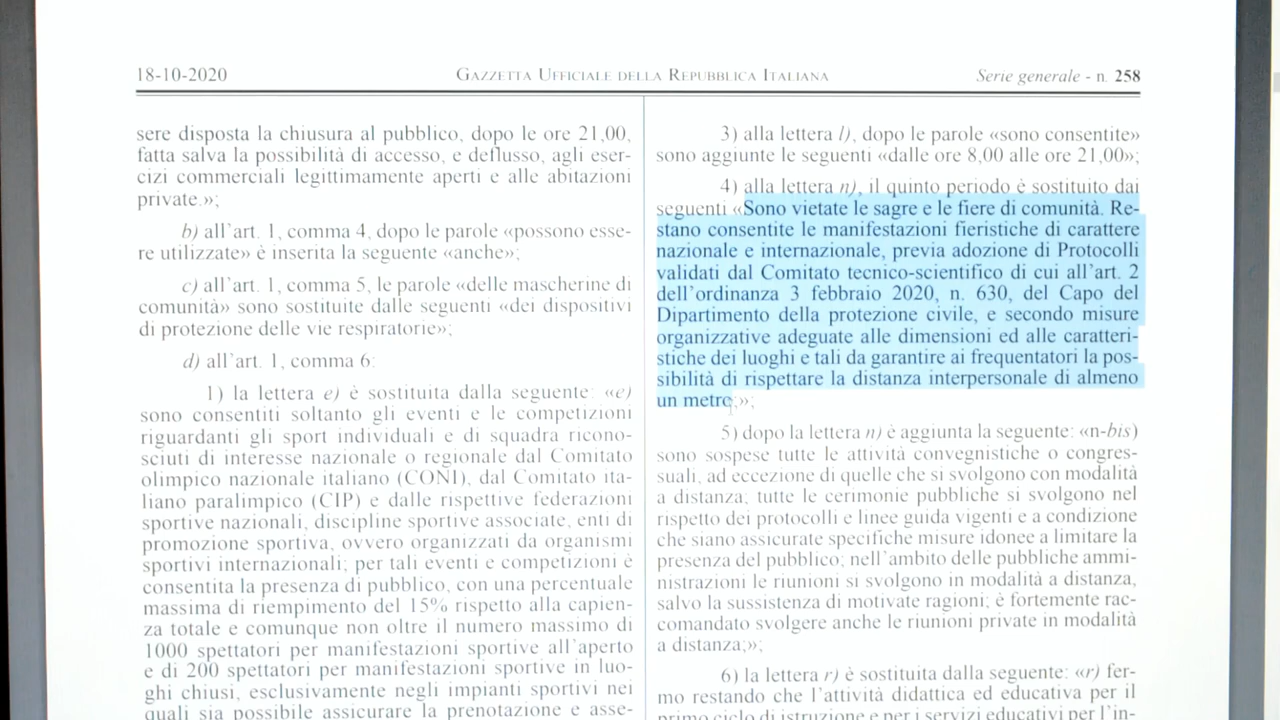 18-10-2020
GAZZETTA UFFICIALE DELLA REPUBBLICA ITALIANA
Serie generale - n. 258
sere disposta la chiusura al pubblico, dopo le ore 21,00,
fatta salva la possibilità di accesso, e deflusso, agli eser-
cizi commerciali legittimamente aperti e alle abitazioni
private.»;
b) all'art. 1, comma 4, dopo le parole «possono esse-
re utilizzate» è inserita la seguente «anche»;
c) all'art. 1, comma 5, le parole «delle mascherine di
comunità» sono sostituite dalle seguenti «dei dispositivi
di protezione delle vie respiratorie»;
d) all'art. 1, comma 6:
1) la lettera e) è sostituita dalla seguente: «e)
sono consentiti soltanto gli eventi e le competizioni
riguardanti gli sport individuali e di squadra ricono-
sciuti di interesse nazionale o regionale dal Comitato
olimpico nazionale italiano (CONI), dal Comitato ita-
liano paralimpico (CIP) e dalle rispettive federazioni
sportive nazionali, discipline sportive associate, enti di
promozione sportiva, ovvero organizzati da organismi
sportivi internazionali; per tali eventi e competizioni è
consentita la presenza di pubblico, con una percentuale
massima di riempimento del 15% rispetto alla capien-
za totale e comunque non oltre il numero massimo di
1000 spettatori per manifestazioni sportive all'aperto
e di 200 spettatori per manifestazioni sportive in luo-
ghi chiusi, esclusivamente negli impianti sportivi nei
quali sia possibile assicurare la prenotazione e asse-
3) alla lettera l), dopo le parole «sono consentite»
sono aggiunte le seguenti «dalle ore 8,00 alle ore 21,00»;
4) alla lettera n), il quinto periodo è sostituito dai
seguenti «Sono vietate le sagre e le fiere di comunità. Re-
stano consentite le manifestazioni fieristiche di carattere
nazionale e internazionale, previa adozione di Protocolli
validati dal Comitato tecnico-scientifico di cui all'art. 2
dell'ordinanza 3 febbraio 2020, n. 630, del Capo del
Dipartimento della protezione civile, e secondo misure
organizzative adeguate alle dimensioni ed alle caratteri-
stiche dei luoghi e tali da garantire ai frequentatori la pos-
sibilità di rispettare la distanza interpersonale di almeno
un metro;»;
5) dopo la lettera n) è aggiunta la seguente: «n-bis)
sono sospese tutte le attività convegnistiche o congres-
suali, ad eccezione di quelle che si svolgono con modalità
a distanza; tutte le cerimonie pubbliche si svolgono nel
rispetto dei protocolli e linee guida vigenti e a condizione
che siano assicurate specifiche misure idonee a limitare la
presenza del pubblico; nell'ambito delle pubbliche ammi-
nistrazioni le riunioni si svolgono in modalità a distanza,
salvo la sussistenza di motivate ragioni; è fortemente rac-
comandato svolgere anche le riunioni private in modalità
a distanza;»;
6) la lettera r) è sostituita dalla seguente: «r) fer-
mo restando che l'attività didattica ed educativa per il
primo ciclo di istruzione e per i servizi educativi per l'in-